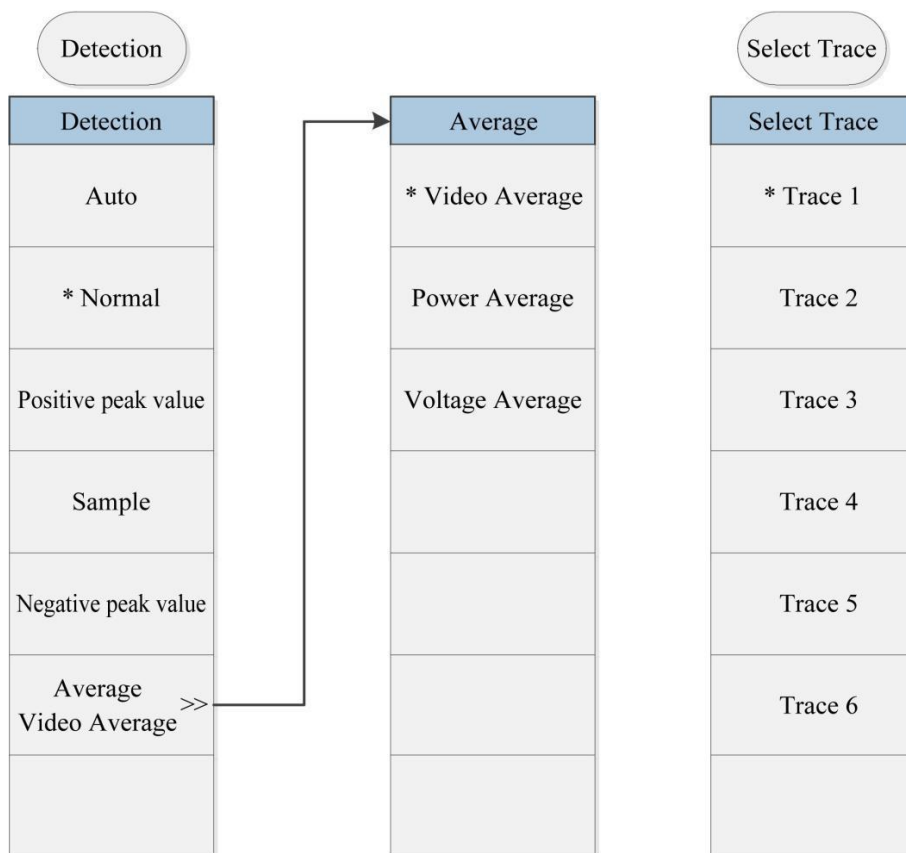 Detection
Detection
Auto
* Normal
Positive peak value
Sample
Negative peak value
Average
Video Average >>
Average
* Video Average
Power Average
Voltage Average
Select Trace
Select Trace
* Trace 1
Trace 2
Trace 3
Trace 4
Trace 5
Trace 6